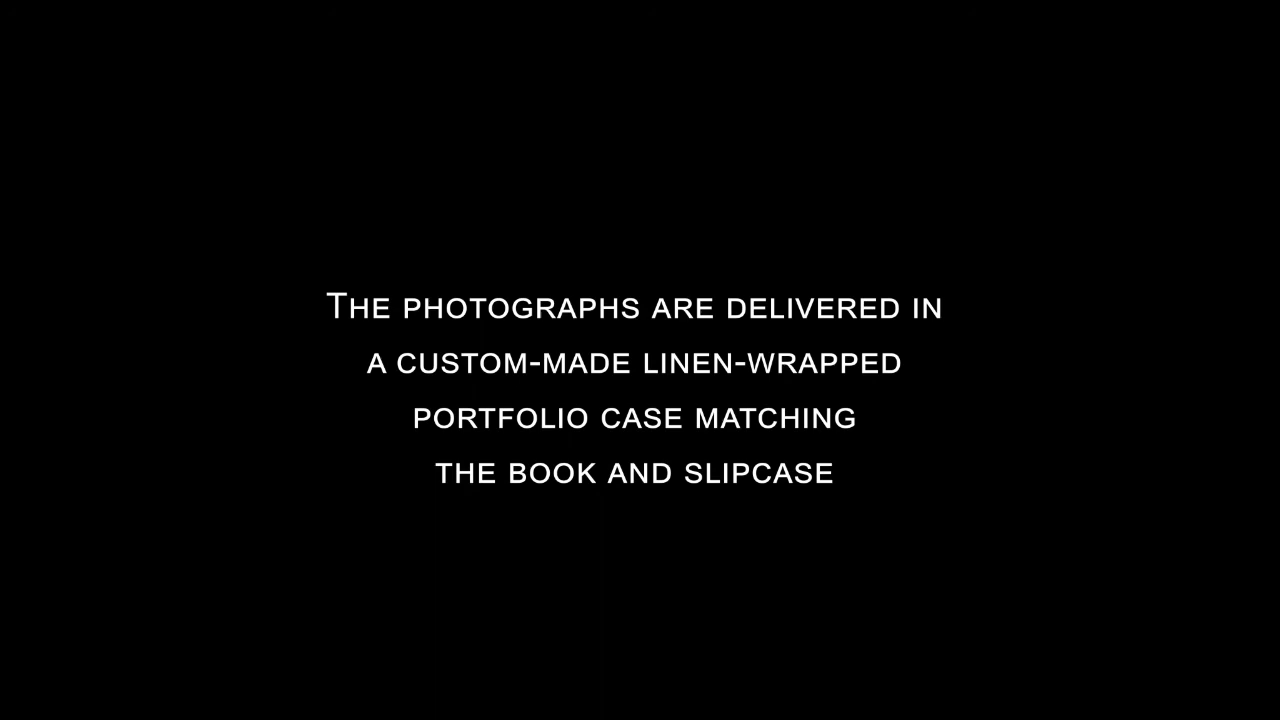 The photographs are delivered in
a custom-made linen-wrapped
portfolio case matching
the book and slipcase